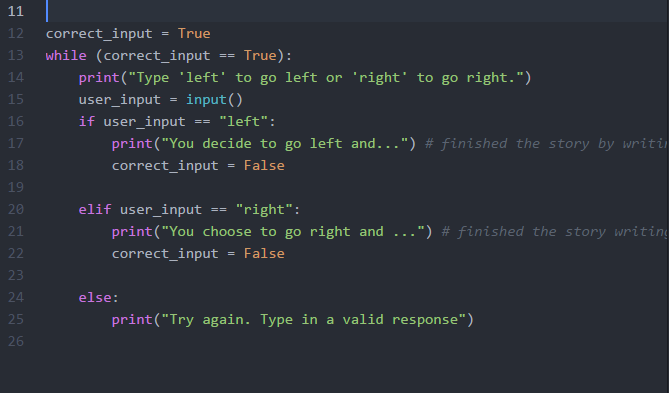 11
12 correct_input = True
13 while (correct_input == True):
14     print("Type 'left' to go left or 'right' to go right.")
15     user_input = input()
16     if user_input == "left":
17         print("You decide to go left and...") # finished the story by
18         correct_input = False
19
20     elif user_input == "right":
21         print("You choose to go right and ...") # finished the story
22         correct_input = False
23
24     else:
25         print("Try again. Type in a valid response")
26